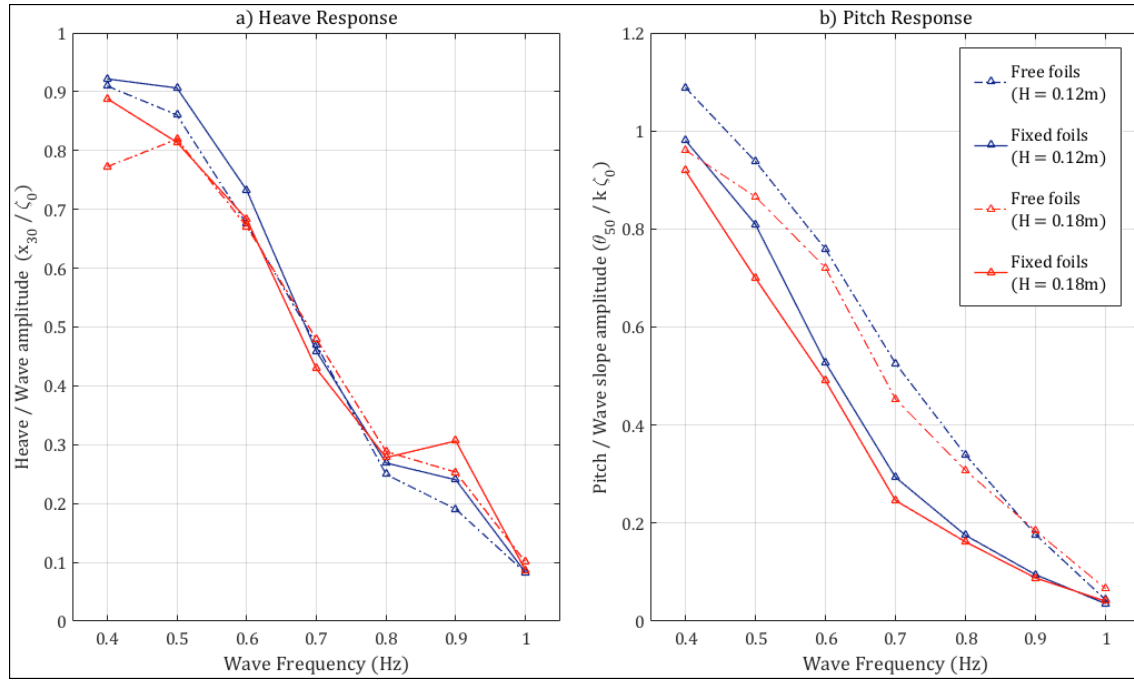 a) Heave Response
Heave / Wave amplitude (x₃₀ / ζ₀)
1
0.9
0.8
0.7
0.6
0.5
0.4
0.3
0.2
0.1
0
0.4 0.5 0.6 0.7 0.8 0.9 1
Wave Frequency (Hz)
b) Pitch Response
Pitch / Wave slope amplitude (θ₅₀ / k ζ₀)
1.2
1
0.8
0.6
0.4
0.2
0
0.4 0.5 0.6 0.7 0.8 0.9 1
Wave Frequency (Hz)
Free foils
(H = 0.12m)
Fixed foils
(H = 0.12m)
Free foils
(H = 0.18m)
Fixed foils
(H = 0.18m)